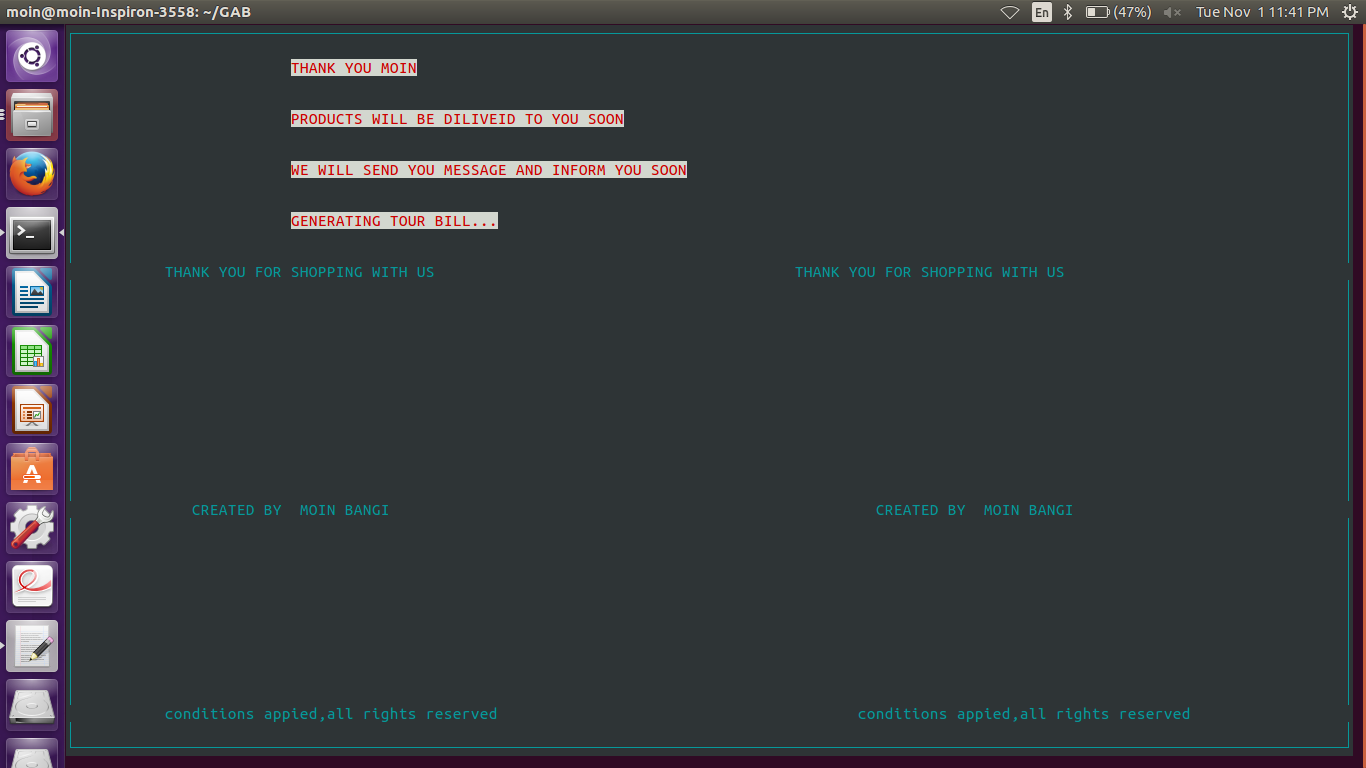 moin@moin-Inspiron-3558: ~/GAB En (47%) Tue Nov 1 11:41 PM
THANK YOU MOIN
PRODUCTS WILL BE DILIVEID TO YOU SOON
WE WILL SEND YOU MESSAGE AND INFORM YOU SOON
GENERATING TOUR BILL...
THANK YOU FOR SHOPPING WITH US THANK YOU FOR SHOPPING WITH US
CREATED BY MOIN BANGI CREATED BY MOIN BANGI
conditions appied,all rights reserved conditions appied,all rights reserved